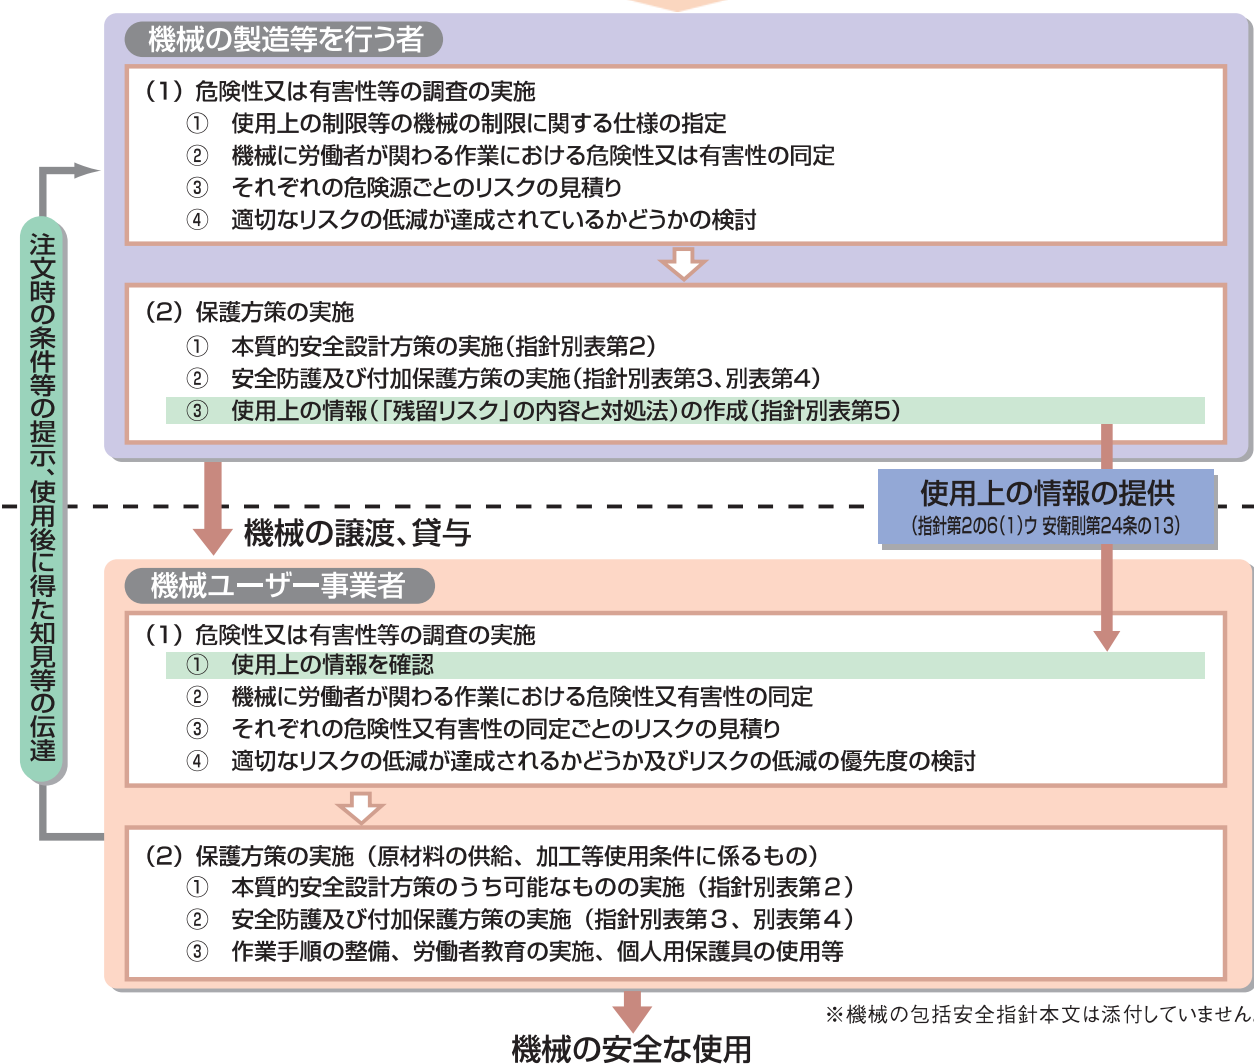 機械の製造等を行う者
（1）危険性又は有害性等の調査の実施
① 使用上の制限等の機械の制限に関する仕様の指定
② 機械に労働者が関わる作業における危険性又は有害性の同定
③ それぞれの危険源ごとのリスクの見積り
④ 適切なリスクの低減が達成されているかどうかの検討
（2）保護方策の実施
① 本質的安全設計方策の実施（指針別表第2）
② 安全防護及び付加保護方策の実施（指針別表第3、別表第4）
③ 使用上の情報（「残留リスク」の内容と対処法）の作成（指針別表第5）
注文時の条件等の提示、使用後に得た知見等の伝達
使用上の情報の提供
（指針第2の6（1）ウ 安衛則第24条の13）
機械の譲渡、貸与
機械ユーザー事業者
（1）危険性又は有害性等の調査の実施
① 使用上の情報を確認
② 機械に労働者が関わる作業における危険性又有害性の同定
③ それぞれの危険性又有害性の同定ごとのリスクの見積り
④ 適切なリスクの低減が達成されるかどうか及びリスクの低減の優先度の検討
（2）保護方策の実施（原材料の供給、加工等使用条件に係るもの）
① 本質的安全設計方策のうち可能なものの実施（指針別表第２）
② 安全防護及び付加保護方策の実施（指針別表第３、別表第４）
③ 作業手順の整備、労働者教育の実施、個人用保護具の使用等
※機械の包括安全指針本文は添付していません。
機械の安全な使用